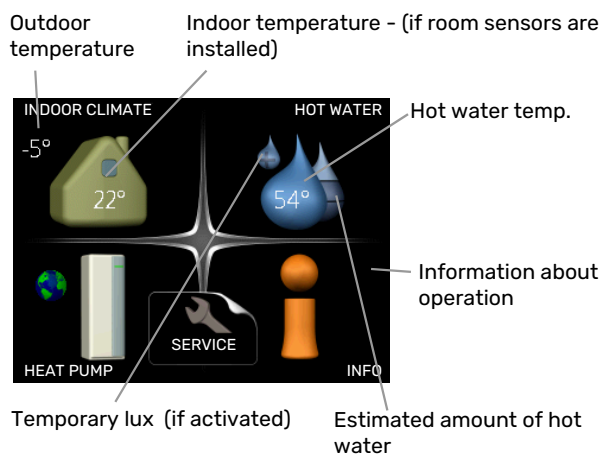 Outdoor
temperature
Indoor temperature - (if room sensors are
installed)
INDOOR CLIMATE
HOT WATER
-5°
22°
54°
Hot water temp.
Information about
operation
SERVICE
HEAT PUMP
INFO
Temporary lux (if activated)
Estimated amount of hot
water